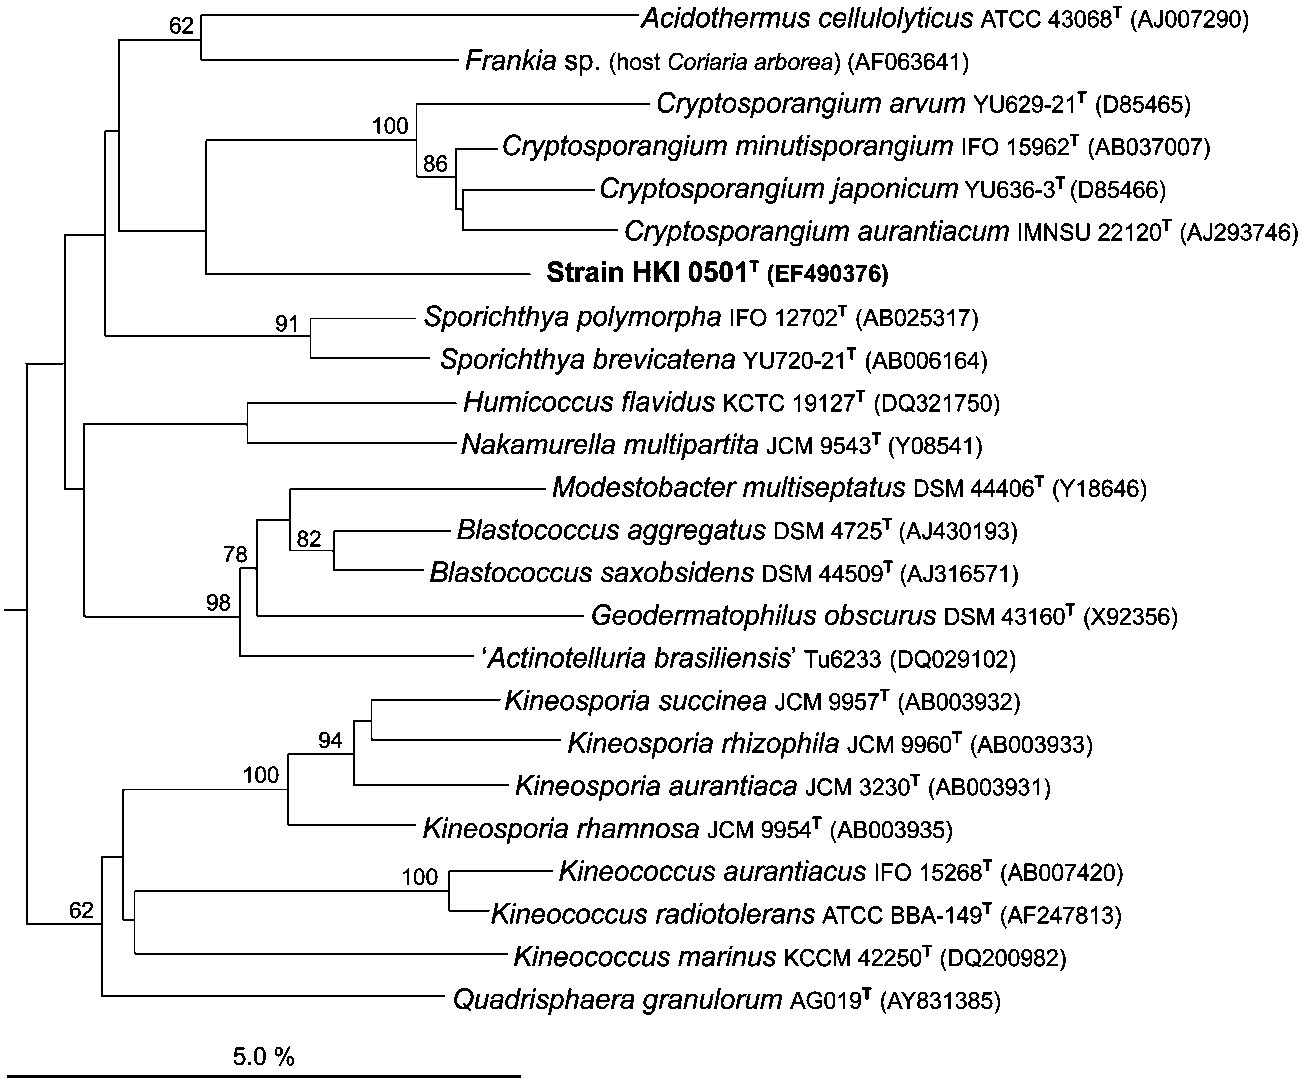 62
Acidothermus cellulolyticus ATCC 43068ᵀ (AJ007290)
Frankia sp. (host Coriaria arborea) (AF063641)
Cryptosporangium arvum YU629-21ᵀ (D85465)
100
Cryptosporangium minutisporangium IFO 15962ᵀ (AB037007)
86
Cryptosporangium japonicum YU636-3ᵀ (D85466)
Cryptosporangium aurantiacum IMNSU 22120ᵀ (AJ293746)
Strain HKI 0501ᵀ (EF490376)
Sporichthya polymorpha IFO 12702ᵀ (AB025317)
91
Sporichthya brevicatena YU720-21ᵀ (AB006164)
Humicoccus flavidus KCTC 19127ᵀ (DQ321750)
Nakamurella multipartita JCM 9543ᵀ (Y08541)
Modestobacter multiseptatus DSM 44406ᵀ (Y18646)
Blastococcus aggregatus DSM 4725ᵀ (AJ430193)
82
78
Blastococcus saxobsidens DSM 44509ᵀ (AJ316571)
98
Geodermatophilus obscurus DSM 43160ᵀ (X92356)
‘Actinotelluria brasiliensis’ Tu6233 (DQ029102)
Kineosporia succinea JCM 9957ᵀ (AB003932)
94
Kineosporia rhizophila JCM 9960ᵀ (AB003933)
100
Kineosporia aurantiaca JCM 3230ᵀ (AB003931)
Kineosporia rhamnosa JCM 9954ᵀ (AB003935)
100
Kineococcus aurantiacus IFO 15268ᵀ (AB007420)
62
Kineococcus radiotolerans ATCC BBA-149ᵀ (AF247813)
Kineococcus marinus KCCM 42250ᵀ (DQ200982)
Quadrisphaera granulorum AG019ᵀ (AY831385)
5.0 %